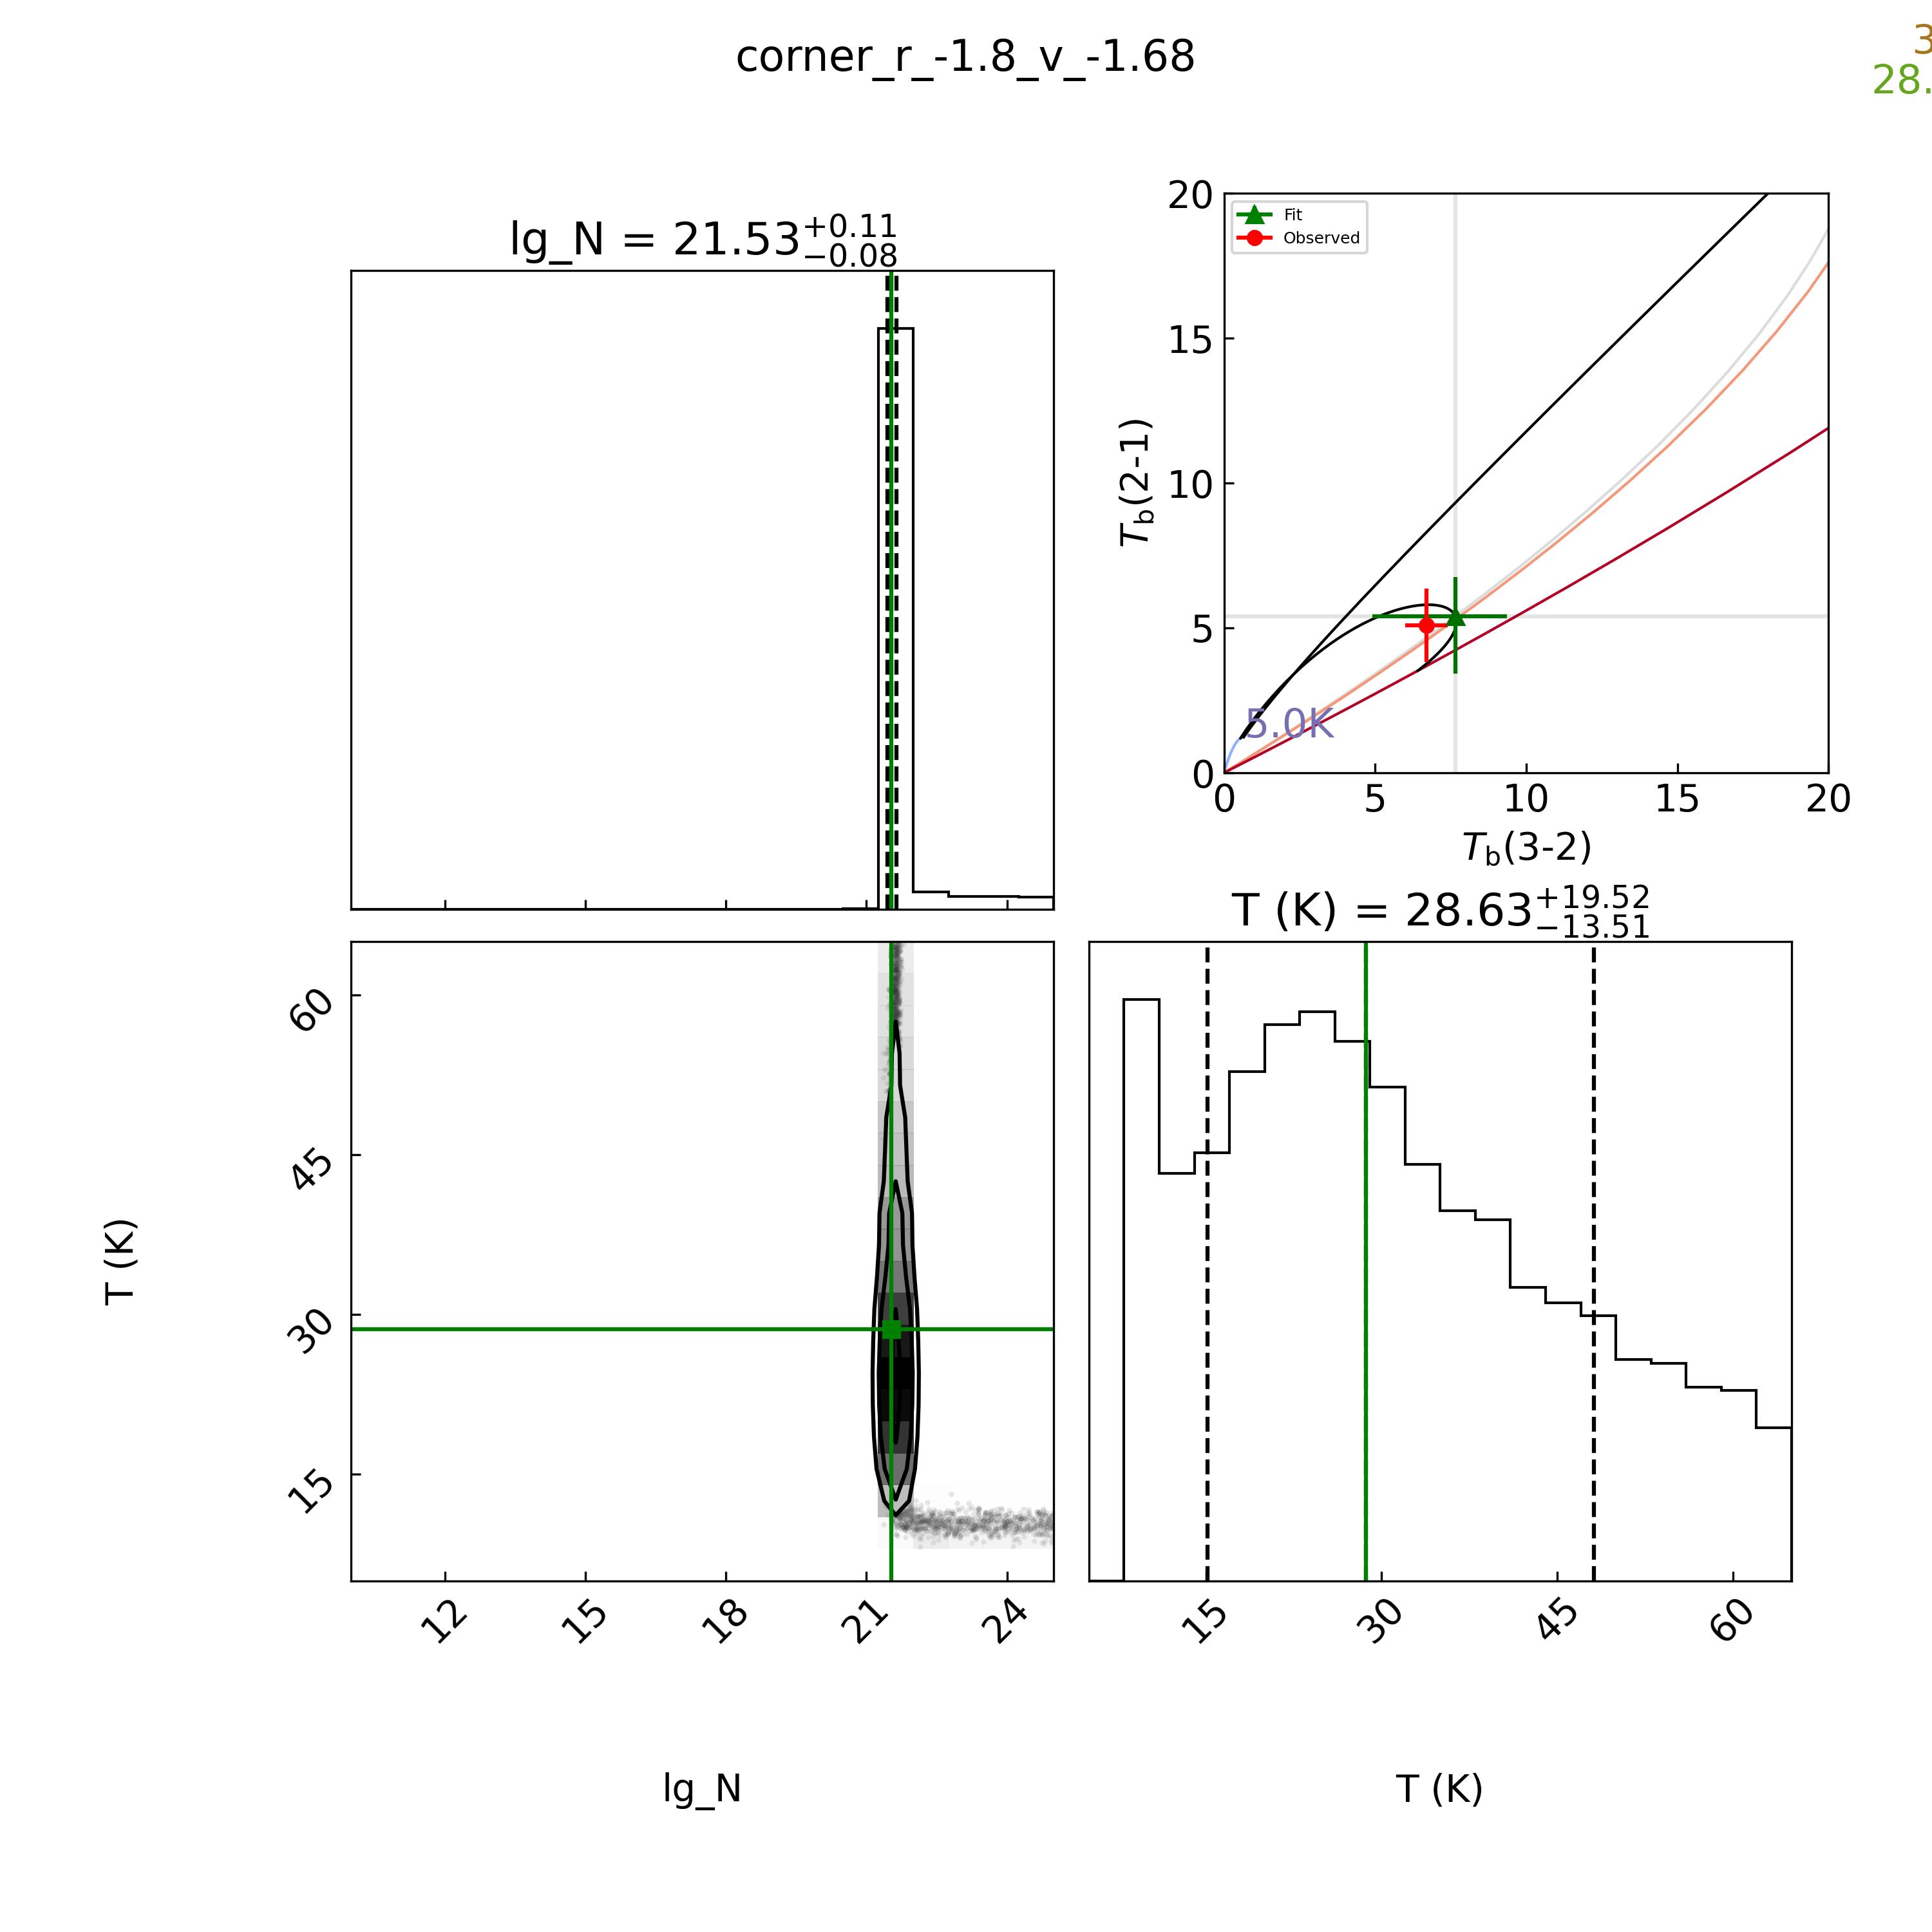 corner_r_-1.8_v_-1.68
3
28.
lg_N = 21.53+0.11−0.08
20
15
10
5
0
Tb(2-1)
Fit
Observed
5.0K
0 5 10 15 20
Tb(3-2)
T (K) = 28.63+19.52−13.51
60
45
30
15
T (K)
12 15 18 21 24
lg_N
15 30 45 60
T (K)